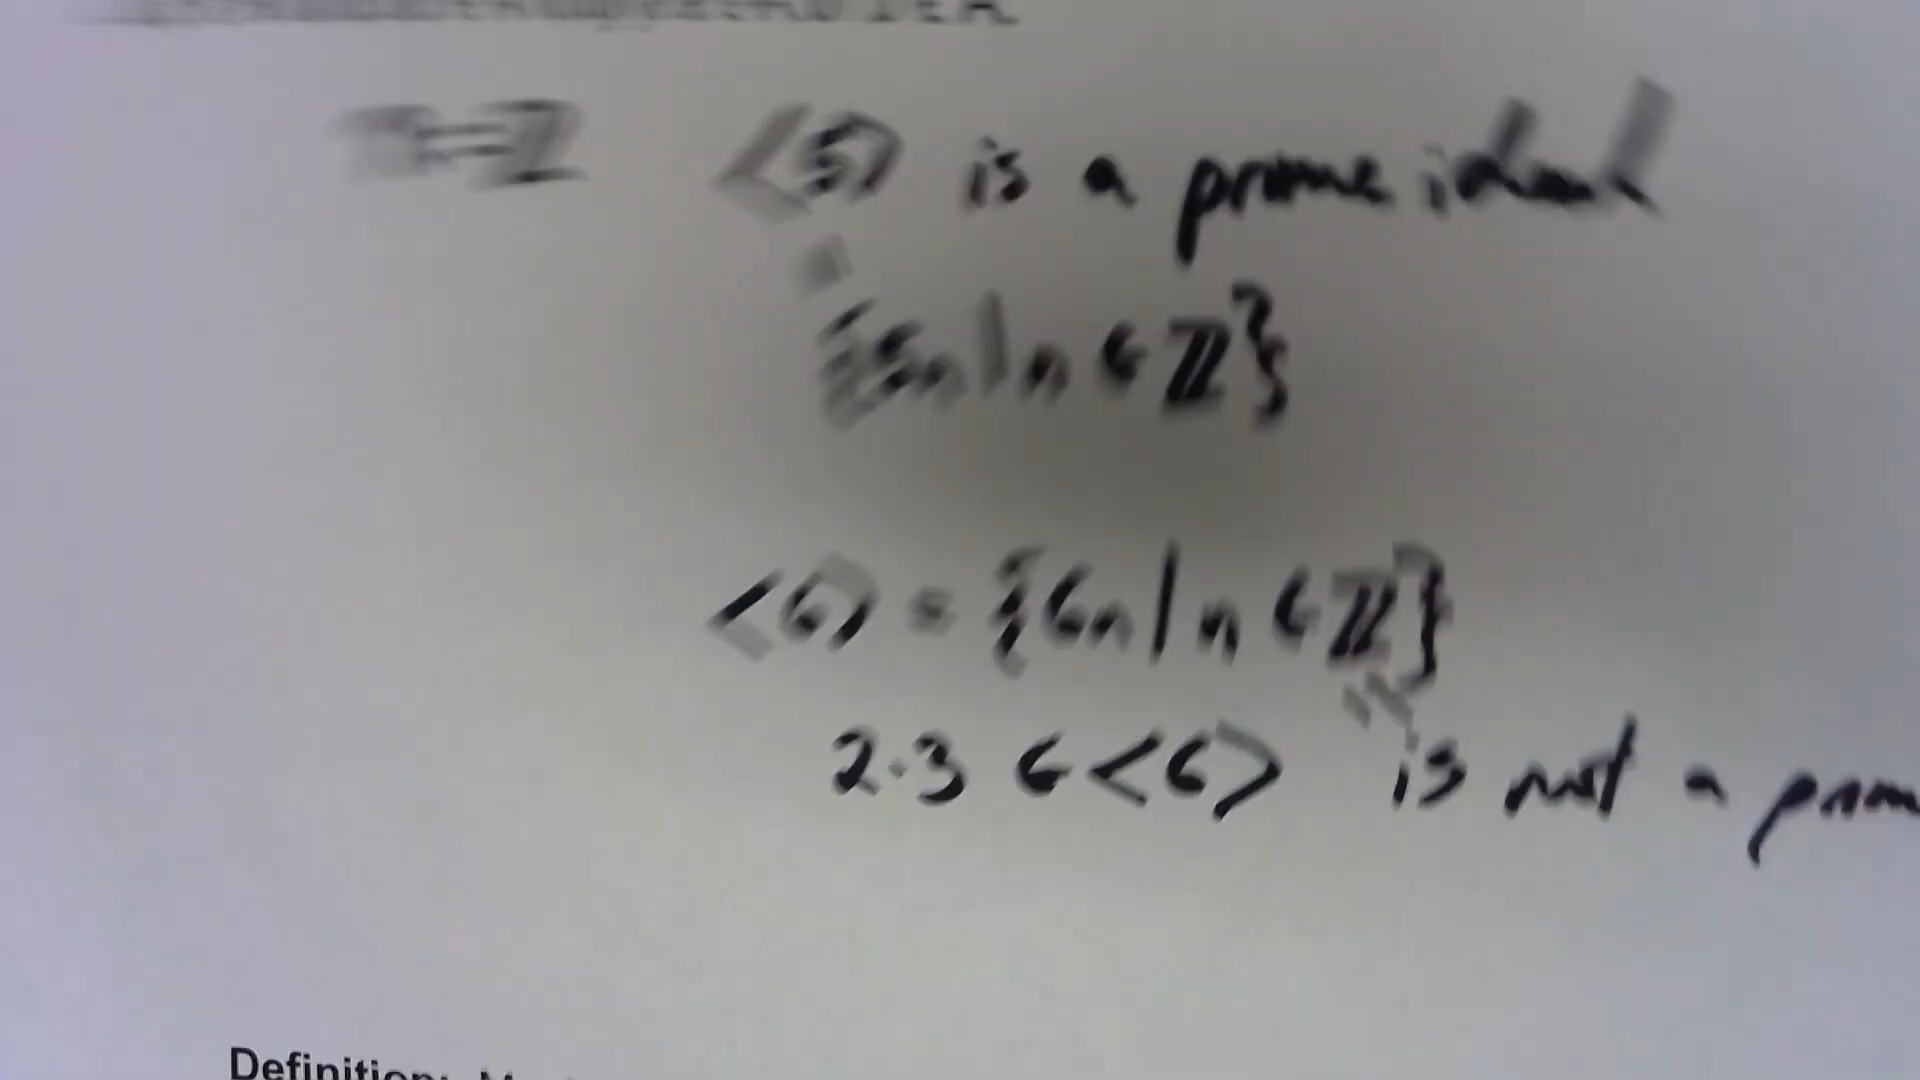 R=Z <5> is a prime ideal
"
{5n|n∈ℤ}
<6> = {6n|n∈ℤ}
2·3 ∈<6> is not a prim
Definition: